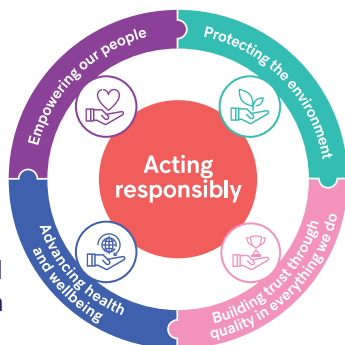 Empowering our people
Protecting the environment
Acting
responsibly
Advancing health
and wellbeing
Building trust through
quality in everything we do